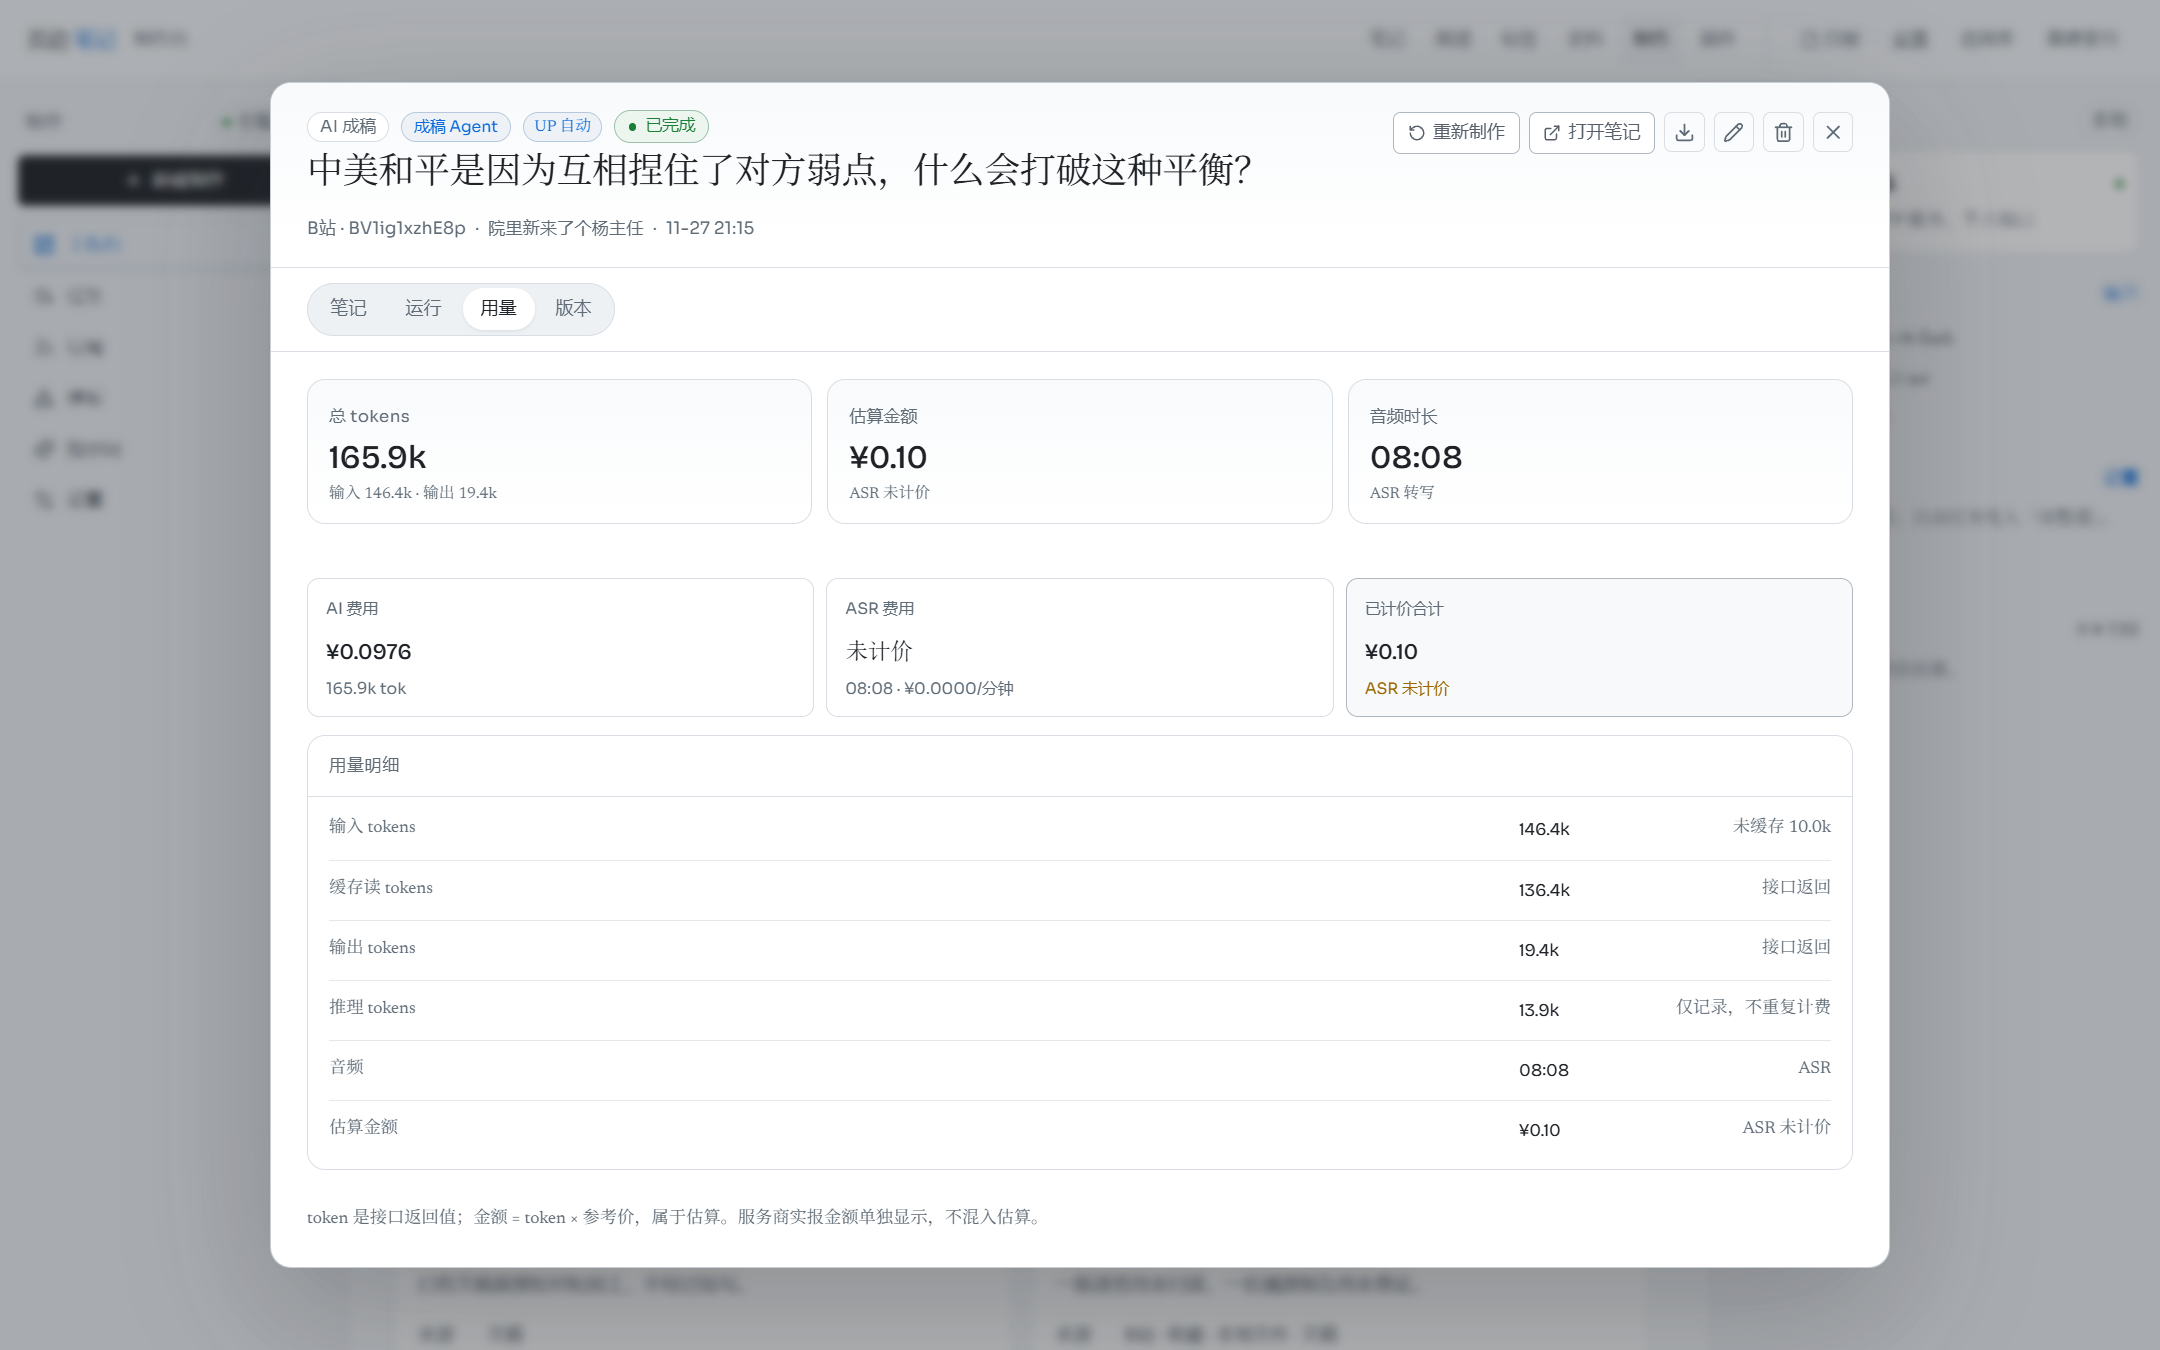 AI 成稿 成稿 Agent UP 自动 已完成
重新制作 打开笔记
中美和平是因为互相捏住了对方弱点，什么会打破这种平衡？
B站 · BV1ig1xzhE8p · 院里新来了个杨主任 · 11-27 21:15
笔记 运行 用量 版本
总 tokens
165.9k
输入 146.4k · 输出 19.4k
估算金额
¥0.10
ASR 未计价
音频时长
08:08
ASR 转写
AI 费用
¥0.0976
165.9k tok
ASR 费用
未计价
08:08 · ¥0.0000/分钟
已计价合计
¥0.10
ASR 未计价
用量明细
输入 tokens 146.4k 未缓存 10.0k
缓存读 tokens 136.4k 接口返回
输出 tokens 19.4k 接口返回
推理 tokens 13.9k 仅记录，不重复计费
音频 08:08 ASR
估算金额 ¥0.10 ASR 未计价
token 是接口返回值；金额 = token × 参考价，属于估算。服务商实报金额单独显示，不混入估算。